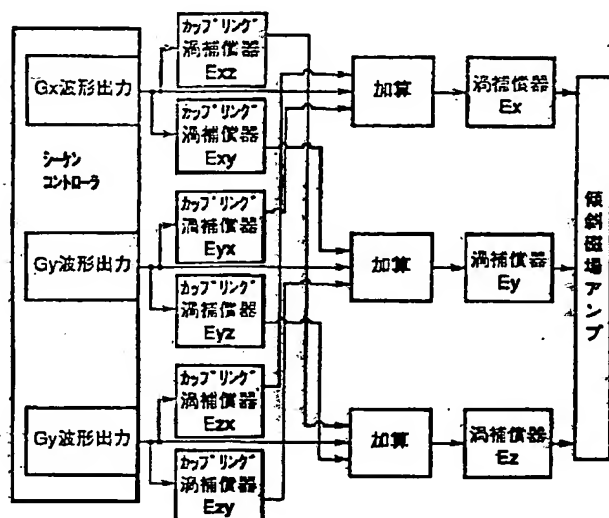 カップリング
渦補償器
Exz
Gx波形出力
カップリング
渦補償器
Exy
加算
渦補償器
Ex
シーケン
コントローラ
カップリング
渦補償器
Eyx
Gy波形出力
カップリング
渦補償器
Eyz
加算
渦補償器
Ey
カップリング
渦補償器
Ezx
Gy波形出力
カップリング
渦補償器
Ezy
加算
渦補償器
Ez
傾斜磁場アンプ